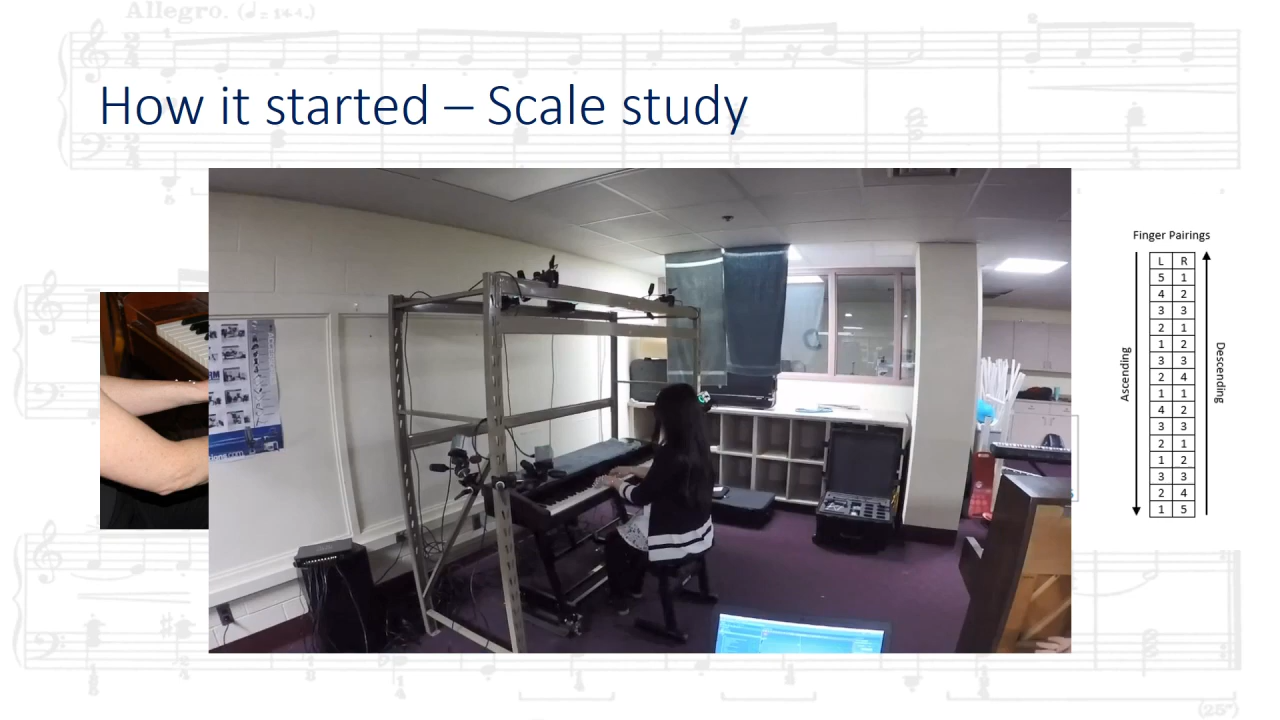 Allegro. (♩ = 144.)
How it started – Scale study
Finger Pairings
L R
5 1
4 2
3 3
2 1
1 2
3 3
2 4
1 1
4 2
3 3
2 1
1 2
3 3
2 4
1 5
Ascending
Descending
(25")